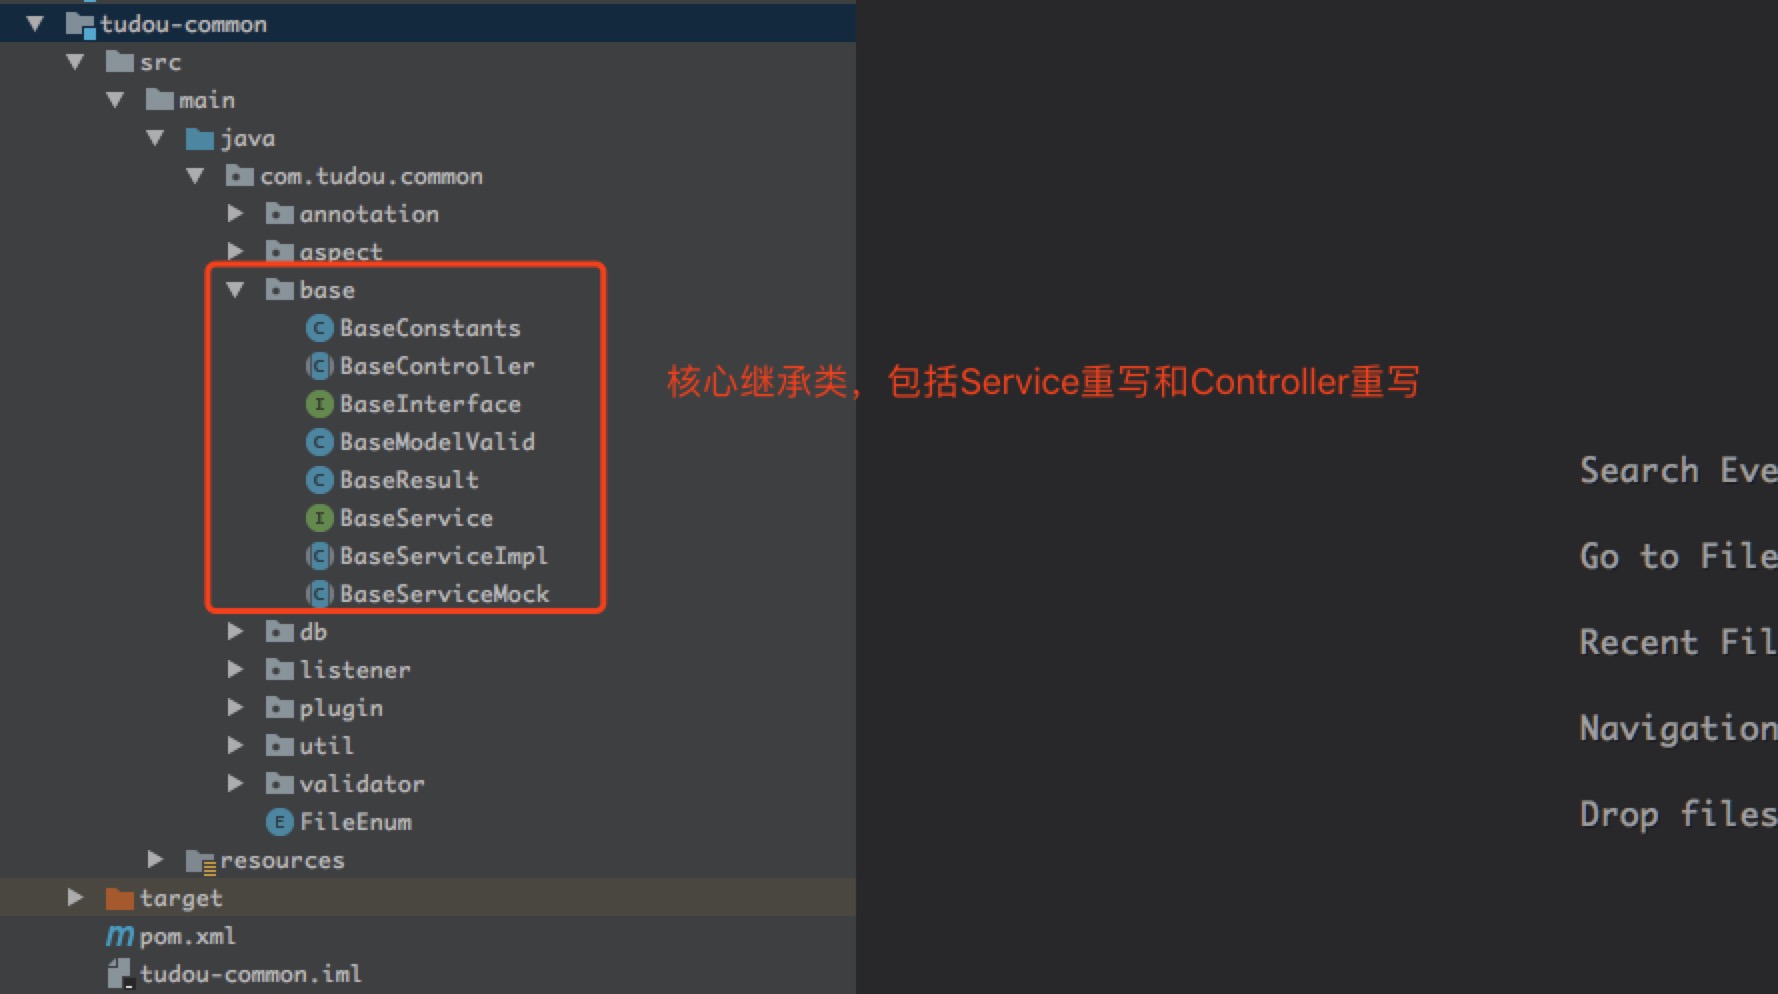 tudou-common
src
main
java
com.tudou.common
annotation
aspect
base
BaseConstants
BaseController
BaseInterface
BaseModelValid
BaseResult
BaseService
BaseServiceImpl
BaseServiceMock
db
listener
plugin
util
validator
FileEnum
resources
target
pom.xml
tudou-common.iml
核心继承类，包括Service重写和Controller重写
Search Eve
Go to File
Recent Fil
Navigation
Drop files